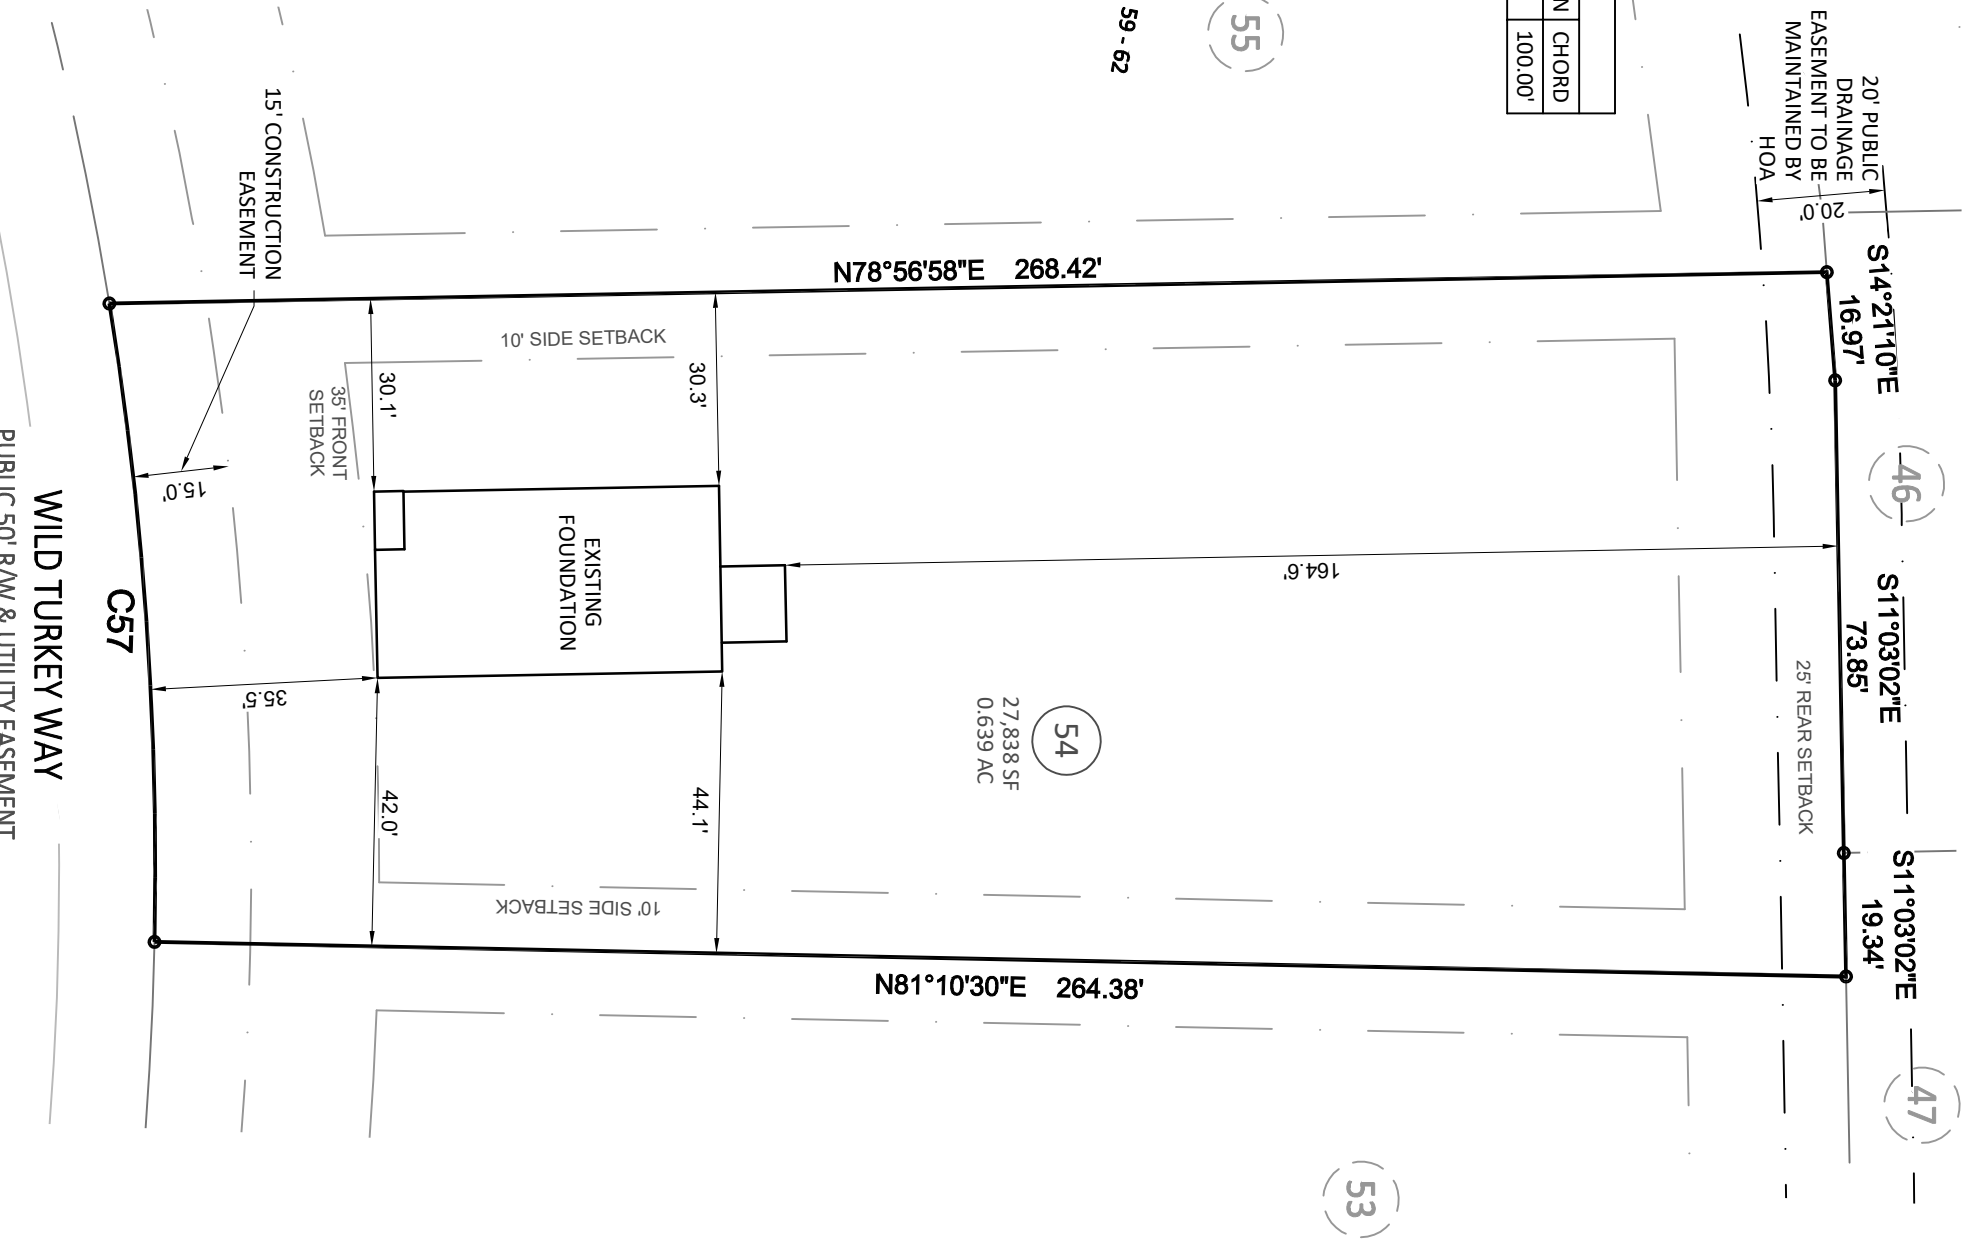 59 - 62
55
N
CHORD
100.00'
20' PUBLIC
DRAINAGE
EASEMENT TO BE
MAINTAINED BY
HOA
20.0'
S14°21'10"E
16.97'
46
S11°03'02"E
73.85'
25' REAR SETBACK
S11°03'02"E
19.34'
47
15' CONSTRUCTION
EASEMENT
N78°56'58"E 268.42'
10' SIDE SETBACK
30.1'
30.3'
35' FRONT
SETBACK
15.0'
EXISTING
FOUNDATION
164.6'
WILD TURKEY WAY
PUBLIC 50' R/W & UTILITY EASEMENT
C57
35.5'
54
27,838 SF
0.639 AC
42.0'
44.1'
10' SIDE SETBACK
N81°10'30"E 264.38'
53